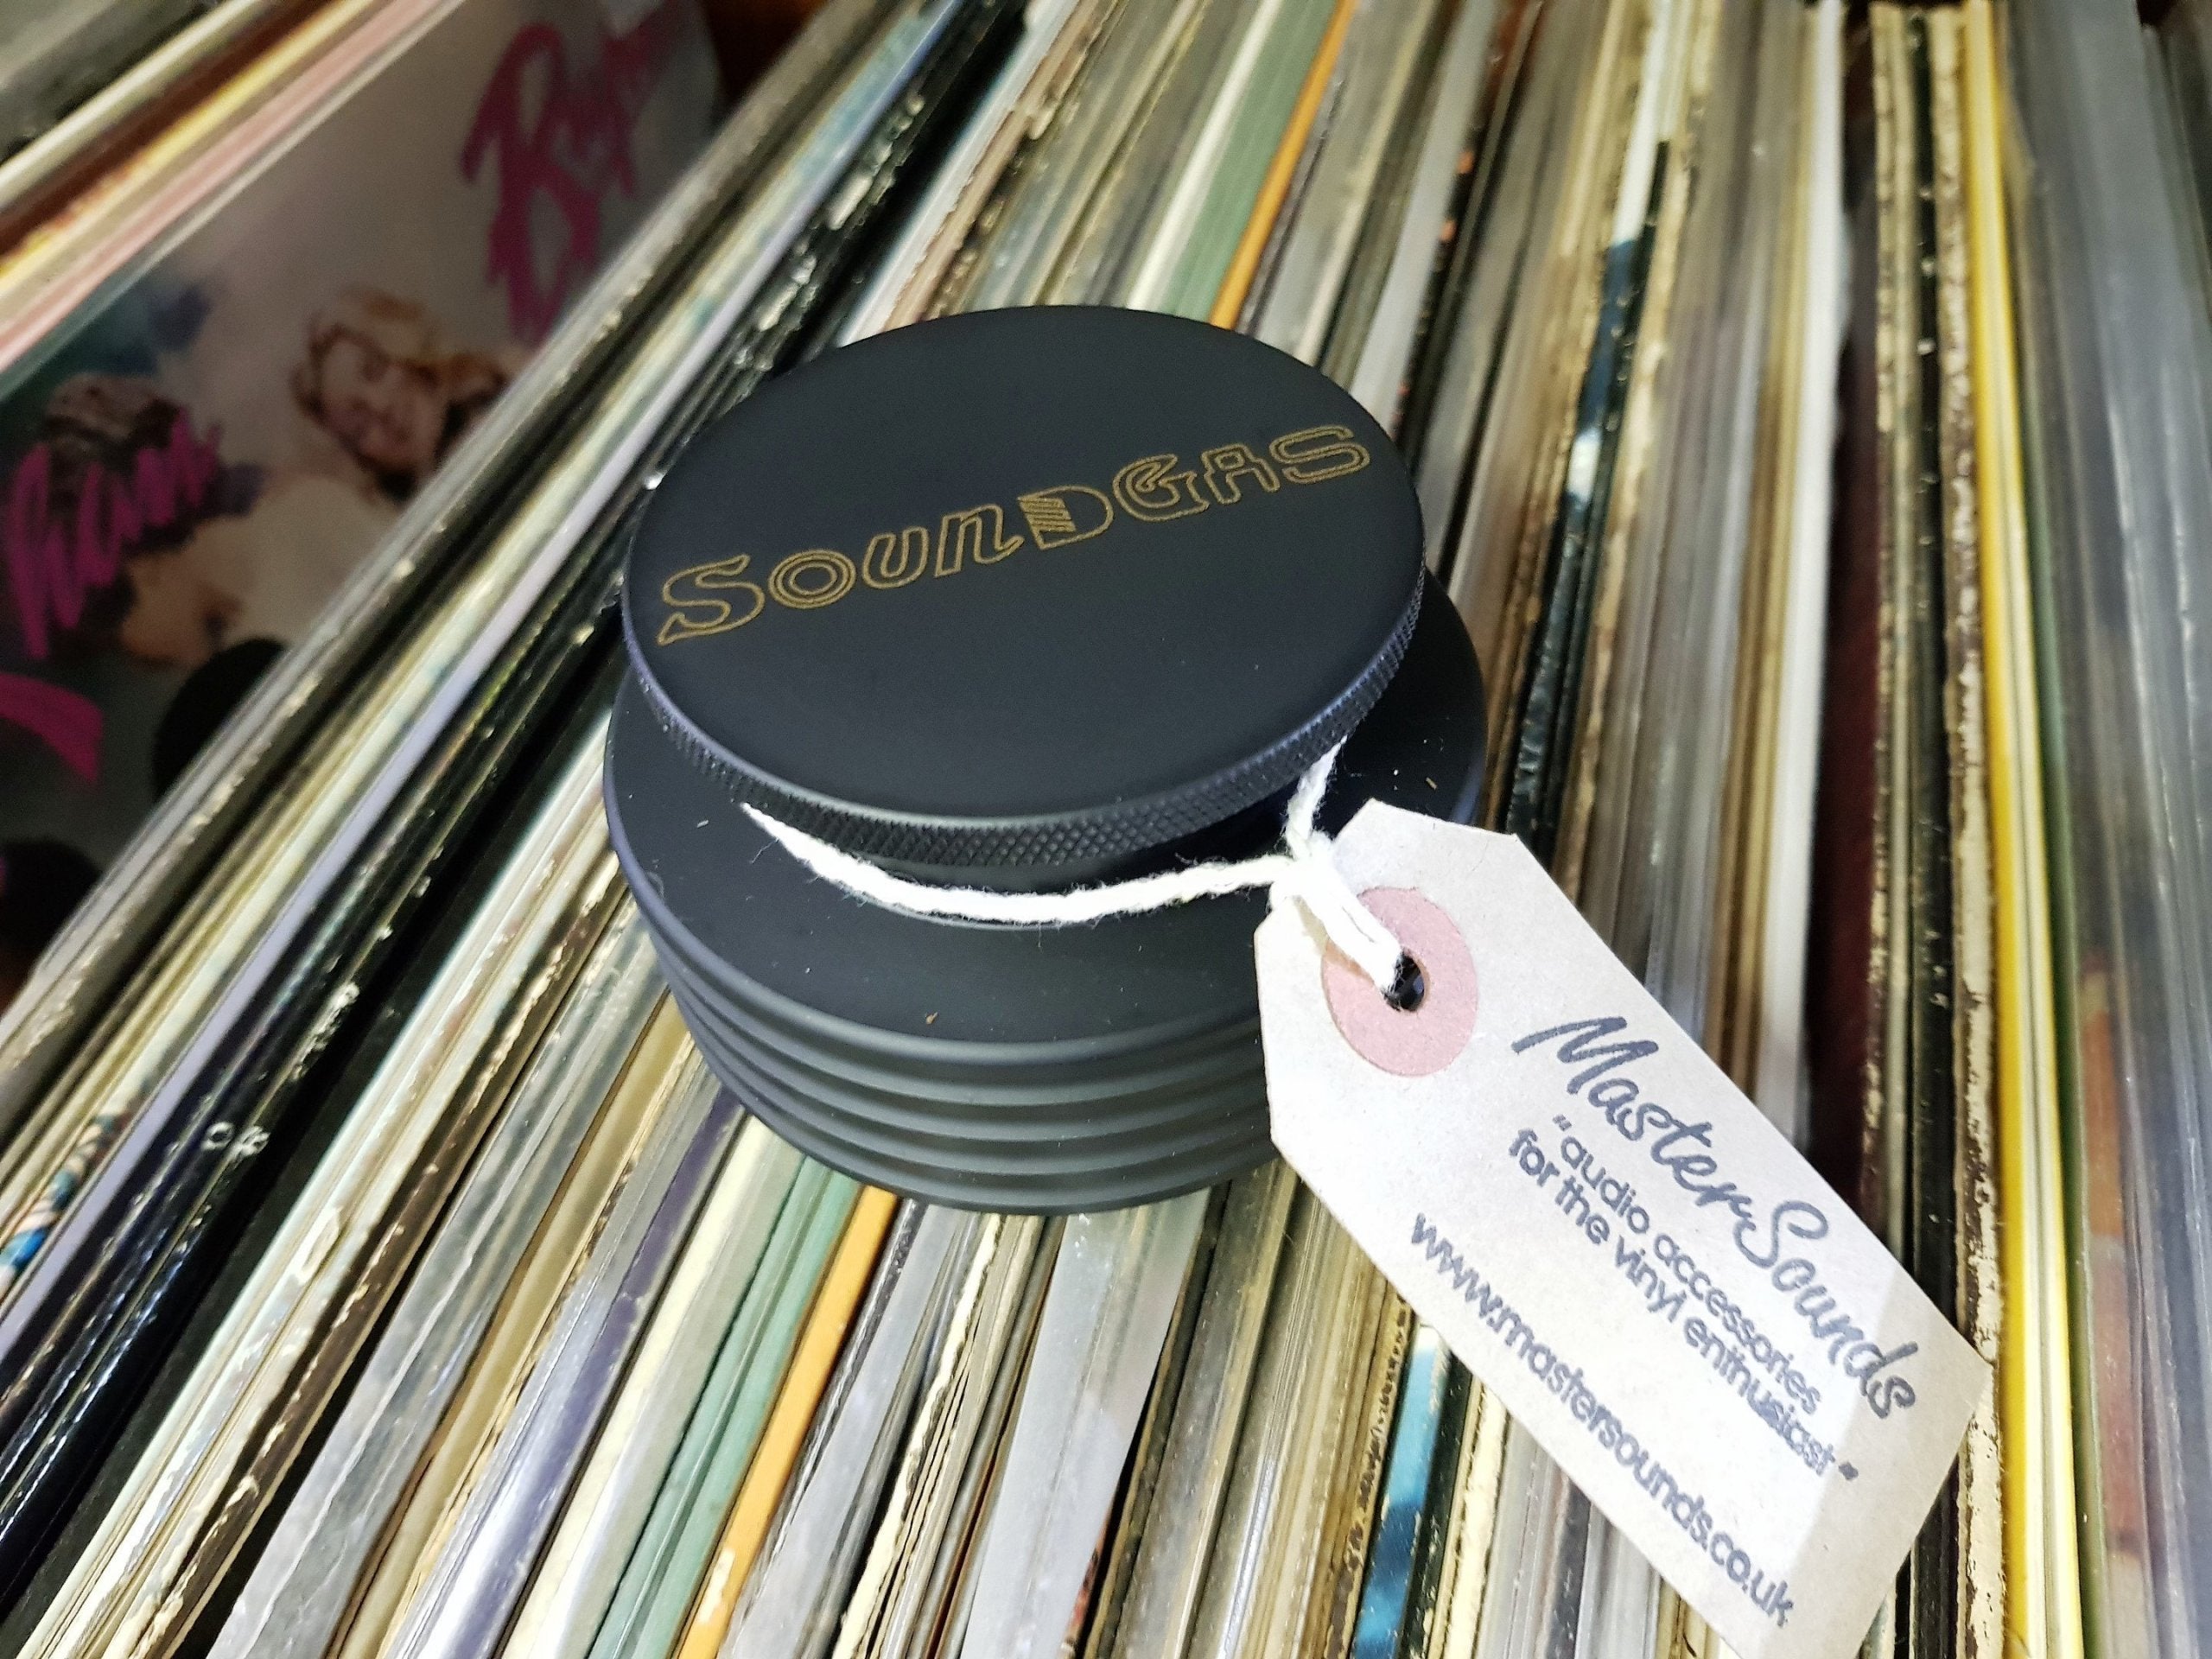 SOUNDGAS
MasterSounds
"audio accessories
for the vinyl enthusiast"
www.mastersounds.co.uk